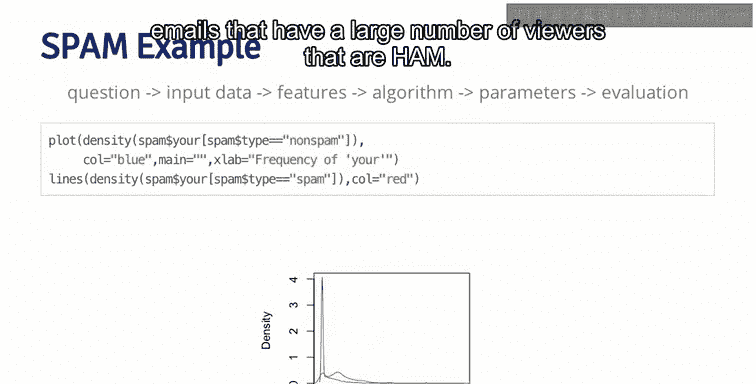 emails that have a large number of viewers
that are HAM.
SPAM Example
question -> input data -> features -> algorithm -> parameters -> evaluation
plot(density(spam$your[spam$type=="nonspam"]),
col="blue",main="",xlab="Frequency of 'your'")
lines(density(spam$your[spam$type=="spam"]),col="red")
Density
4
3
2
1
0